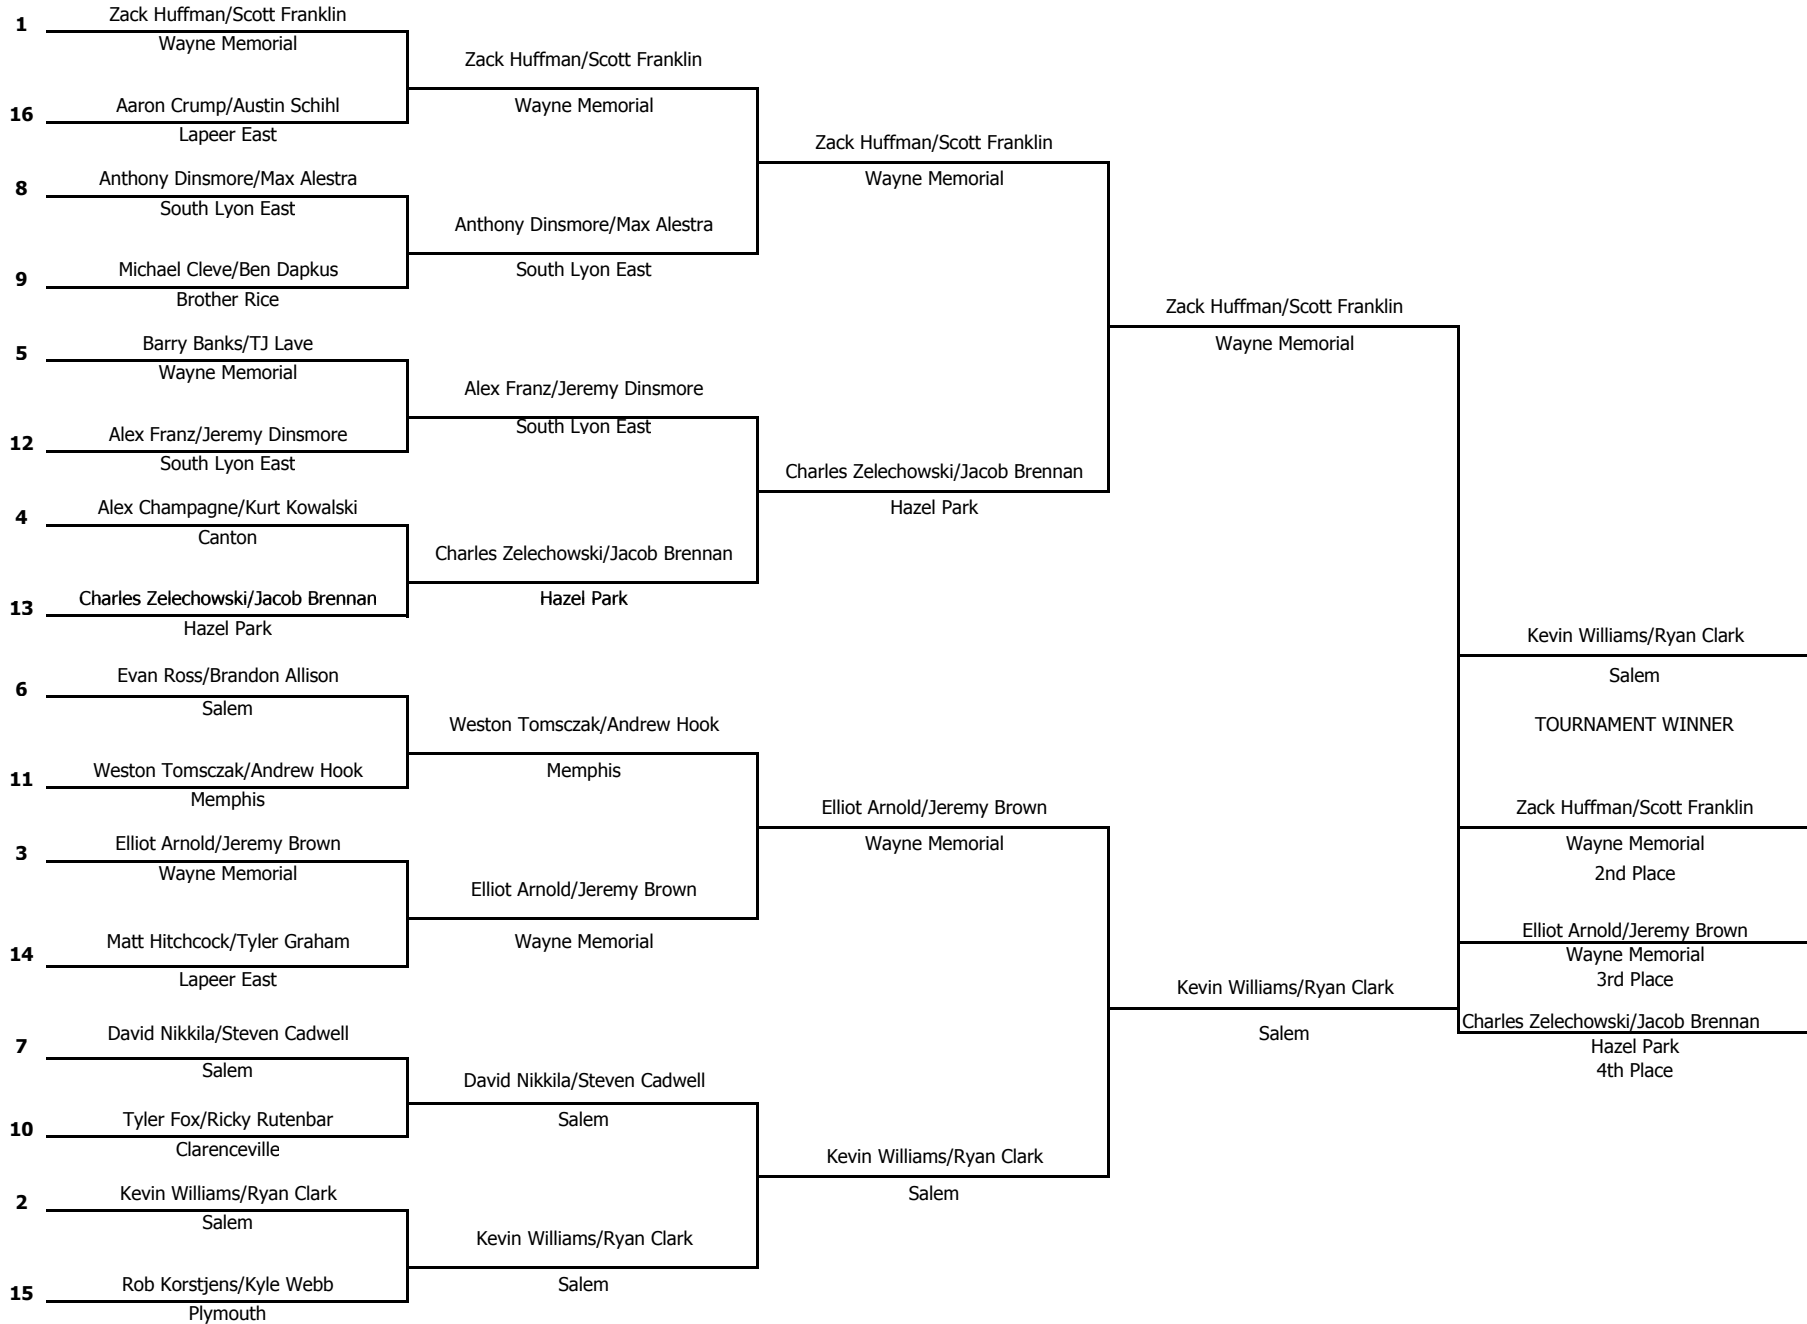 1
Zack Huffman/Scott Franklin
Wayne Memorial
16
Aaron Crump/Austin Schihl
Lapeer East
8
Anthony Dinsmore/Max Alestra
South Lyon East
9
Michael Cleve/Ben Dapkus
Brother Rice
5
Barry Banks/TJ Lave
Wayne Memorial
12
Alex Franz/Jeremy Dinsmore
South Lyon East
4
Alex Champagne/Kurt Kowalski
Canton
13
Charles Zelechowski/Jacob Brennan
Hazel Park
6
Evan Ross/Brandon Allison
Salem
11
Weston Tomsczak/Andrew Hook
Memphis
3
Elliot Arnold/Jeremy Brown
Wayne Memorial
14
Matt Hitchcock/Tyler Graham
Lapeer East
7
David Nikkila/Steven Cadwell
Salem
10
Tyler Fox/Ricky Rutenbar
Clarenceville
2
Kevin Williams/Ryan Clark
Salem
15
Rob Korstjens/Kyle Webb
Plymouth
Zack Huffman/Scott Franklin
Wayne Memorial
Anthony Dinsmore/Max Alestra
South Lyon East
Alex Franz/Jeremy Dinsmore
South Lyon East
Charles Zelechowski/Jacob Brennan
Hazel Park
Weston Tomsczak/Andrew Hook
Memphis
Elliot Arnold/Jeremy Brown
Wayne Memorial
David Nikkila/Steven Cadwell
Salem
Kevin Williams/Ryan Clark
Salem
Zack Huffman/Scott Franklin
Wayne Memorial
Charles Zelechowski/Jacob Brennan
Hazel Park
Elliot Arnold/Jeremy Brown
Wayne Memorial
Kevin Williams/Ryan Clark
Salem
Zack Huffman/Scott Franklin
Wayne Memorial
Kevin Williams/Ryan Clark
Salem
Kevin Williams/Ryan Clark
Salem
TOURNAMENT WINNER
Zack Huffman/Scott Franklin
Wayne Memorial
2nd Place
Elliot Arnold/Jeremy Brown
Wayne Memorial
3rd Place
Charles Zelechowski/Jacob Brennan
Hazel Park
4th Place